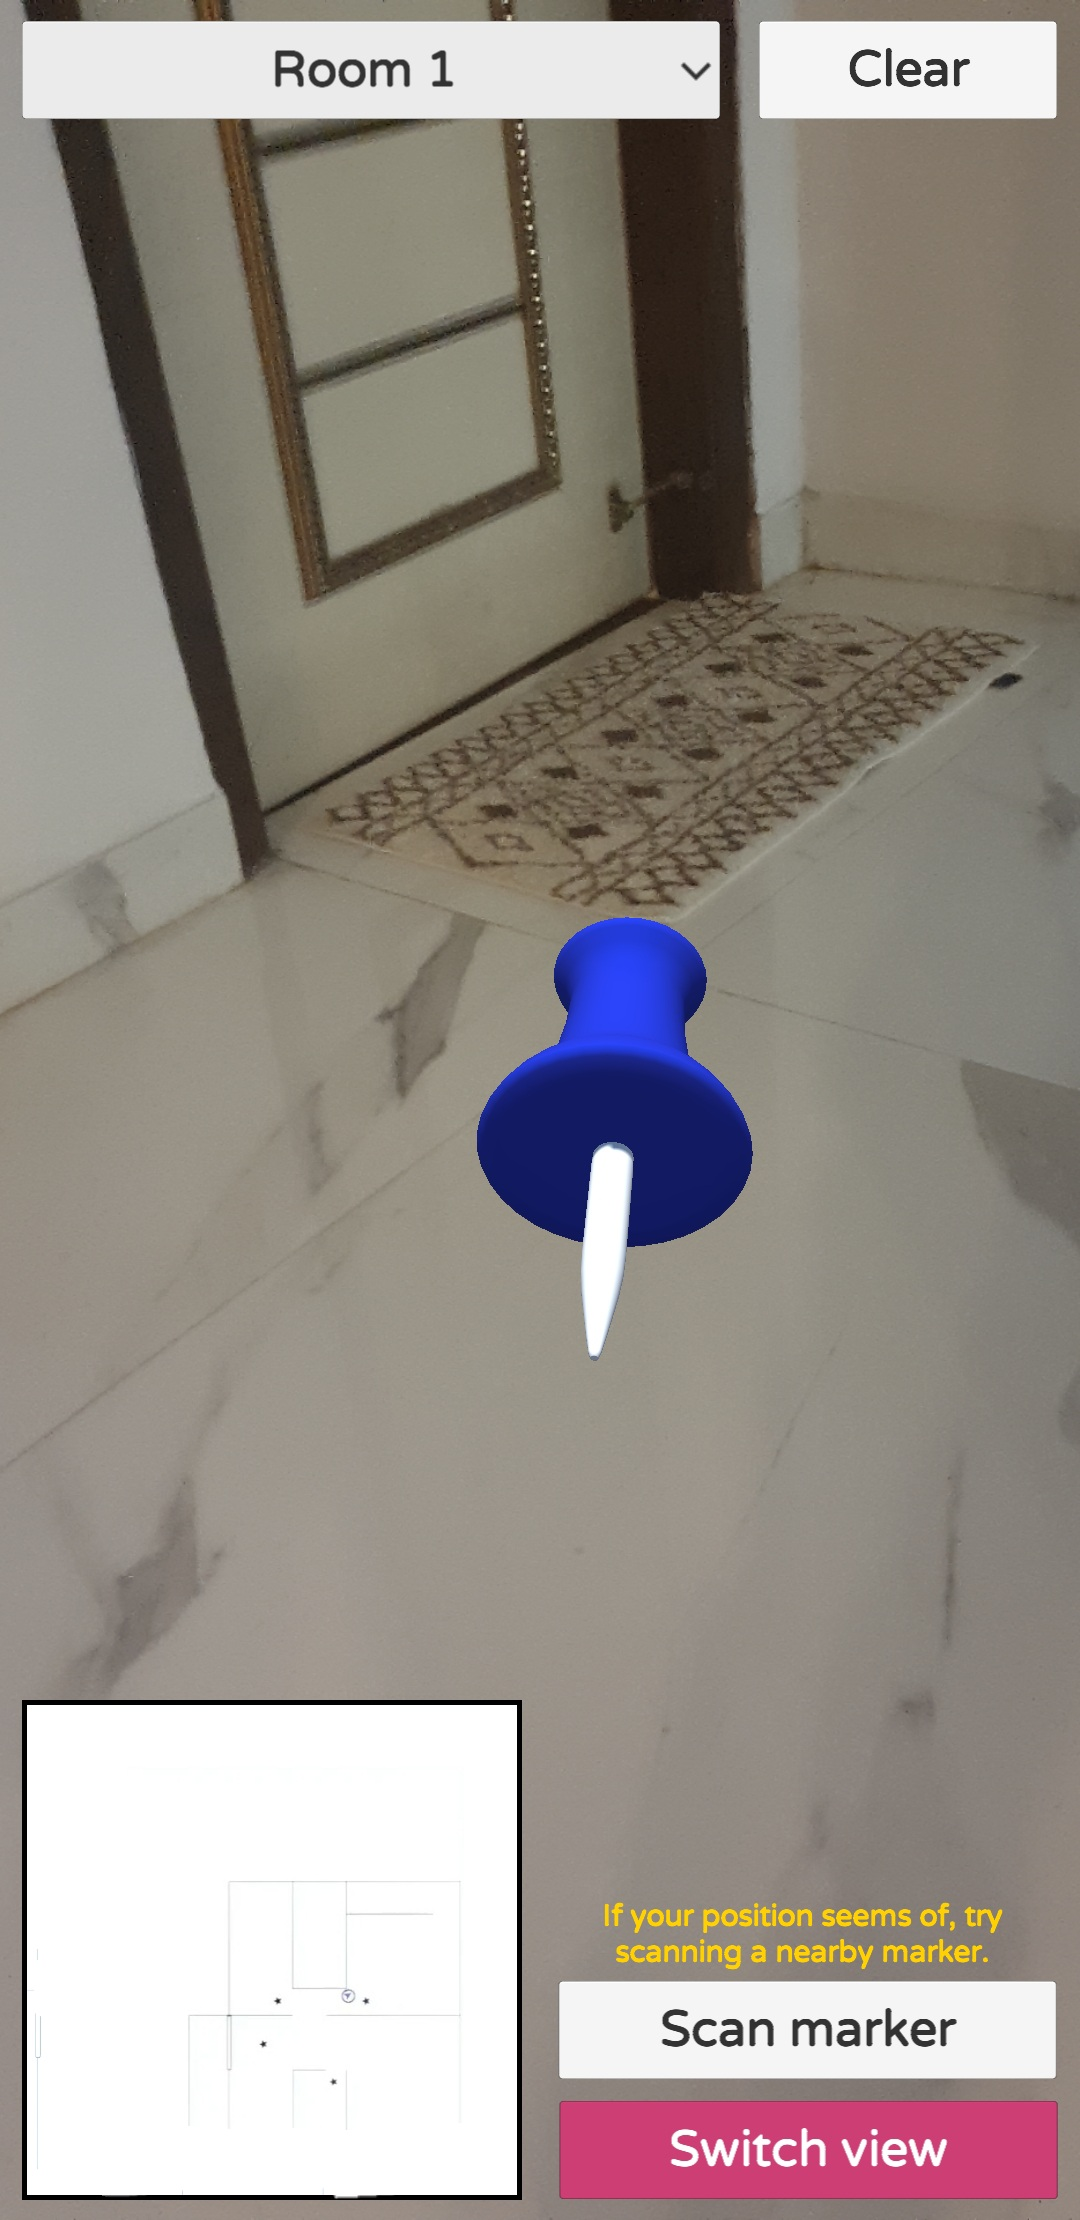 Room 1
Clear
If your position seems of, try
scanning a nearby marker.
Scan marker
Switch view